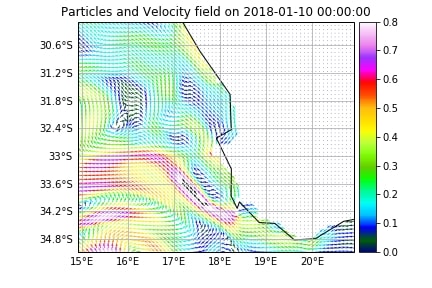 Particles and Velocity field on 2018-01-10 00:00:00
30.6°S
31.2°S
31.8°S
32.4°S
33°S
33.6°S
34.2°S
34.8°S
15°E 16°E 17°E 18°E 19°E 20°E
0.8
0.7
0.6
0.5
0.4
0.3
0.2
0.1
0.0